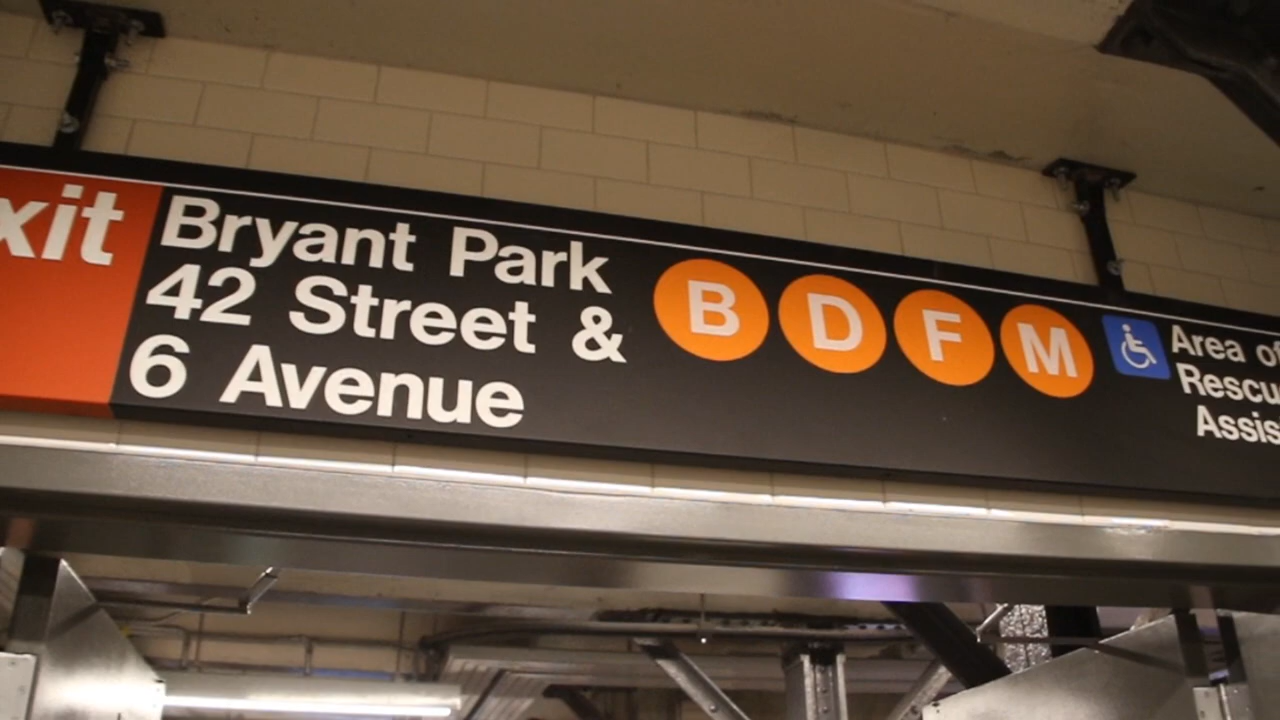 xit
Bryant Park
42 Street &
6 Avenue
B D F M
Area of
Rescu
Assis